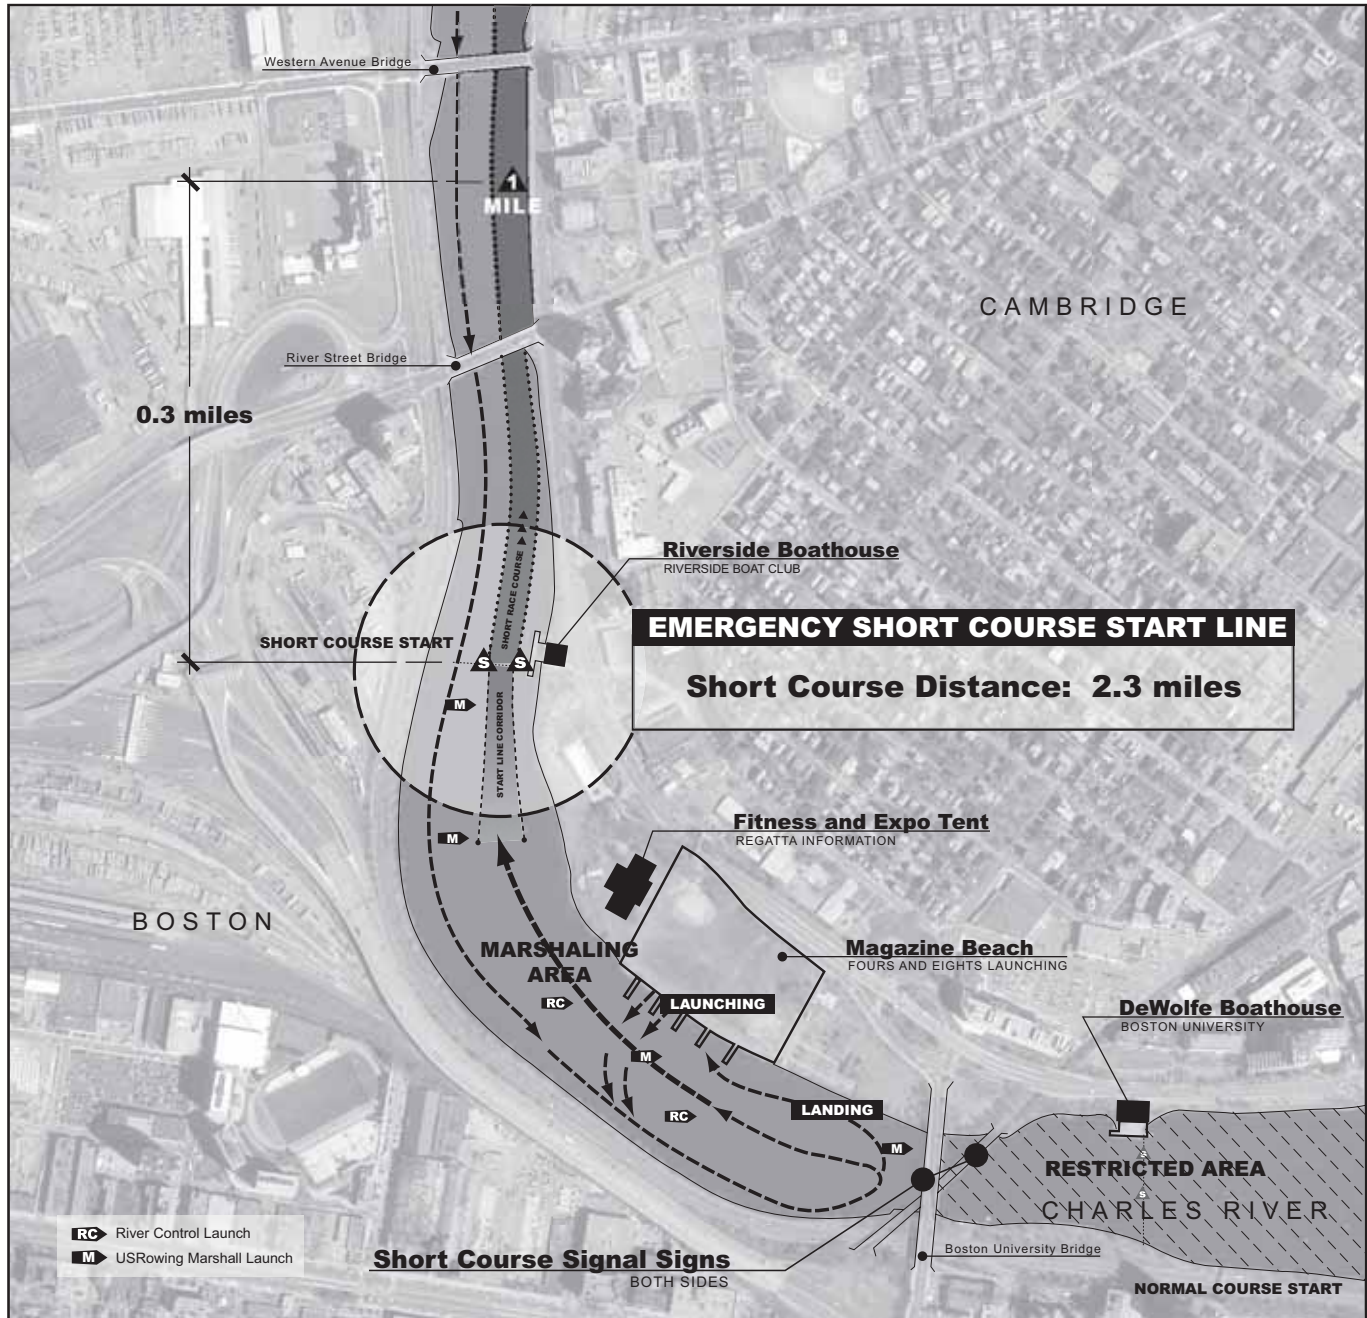 Western Avenue Bridge
1
MILE
CAMBRIDGE
River Street Bridge
0.3 miles
Riverside Boathouse
RIVERSIDE BOAT CLUB
SHORT RACE COURSE
EMERGENCY SHORT COURSE START LINE
SHORT COURSE START
S S
Short Course Distance: 2.3 miles
M
START LINE CORRIDOR
Fitness and Expo Tent
REGATTA INFORMATION
M
BOSTON
MARSHALING
AREA
Magazine Beach
FOURS AND EIGHTS LAUNCHING
RC
LAUNCHING
DeWolfe Boathouse
BOSTON UNIVERSITY
M
RC
LANDING
M
S
RESTRICTED AREA
S
CHARLES RIVER
RC River Control Launch
M USRowing Marshall Launch
Short Course Signal Signs
BOTH SIDES
Boston University Bridge
NORMAL COURSE START